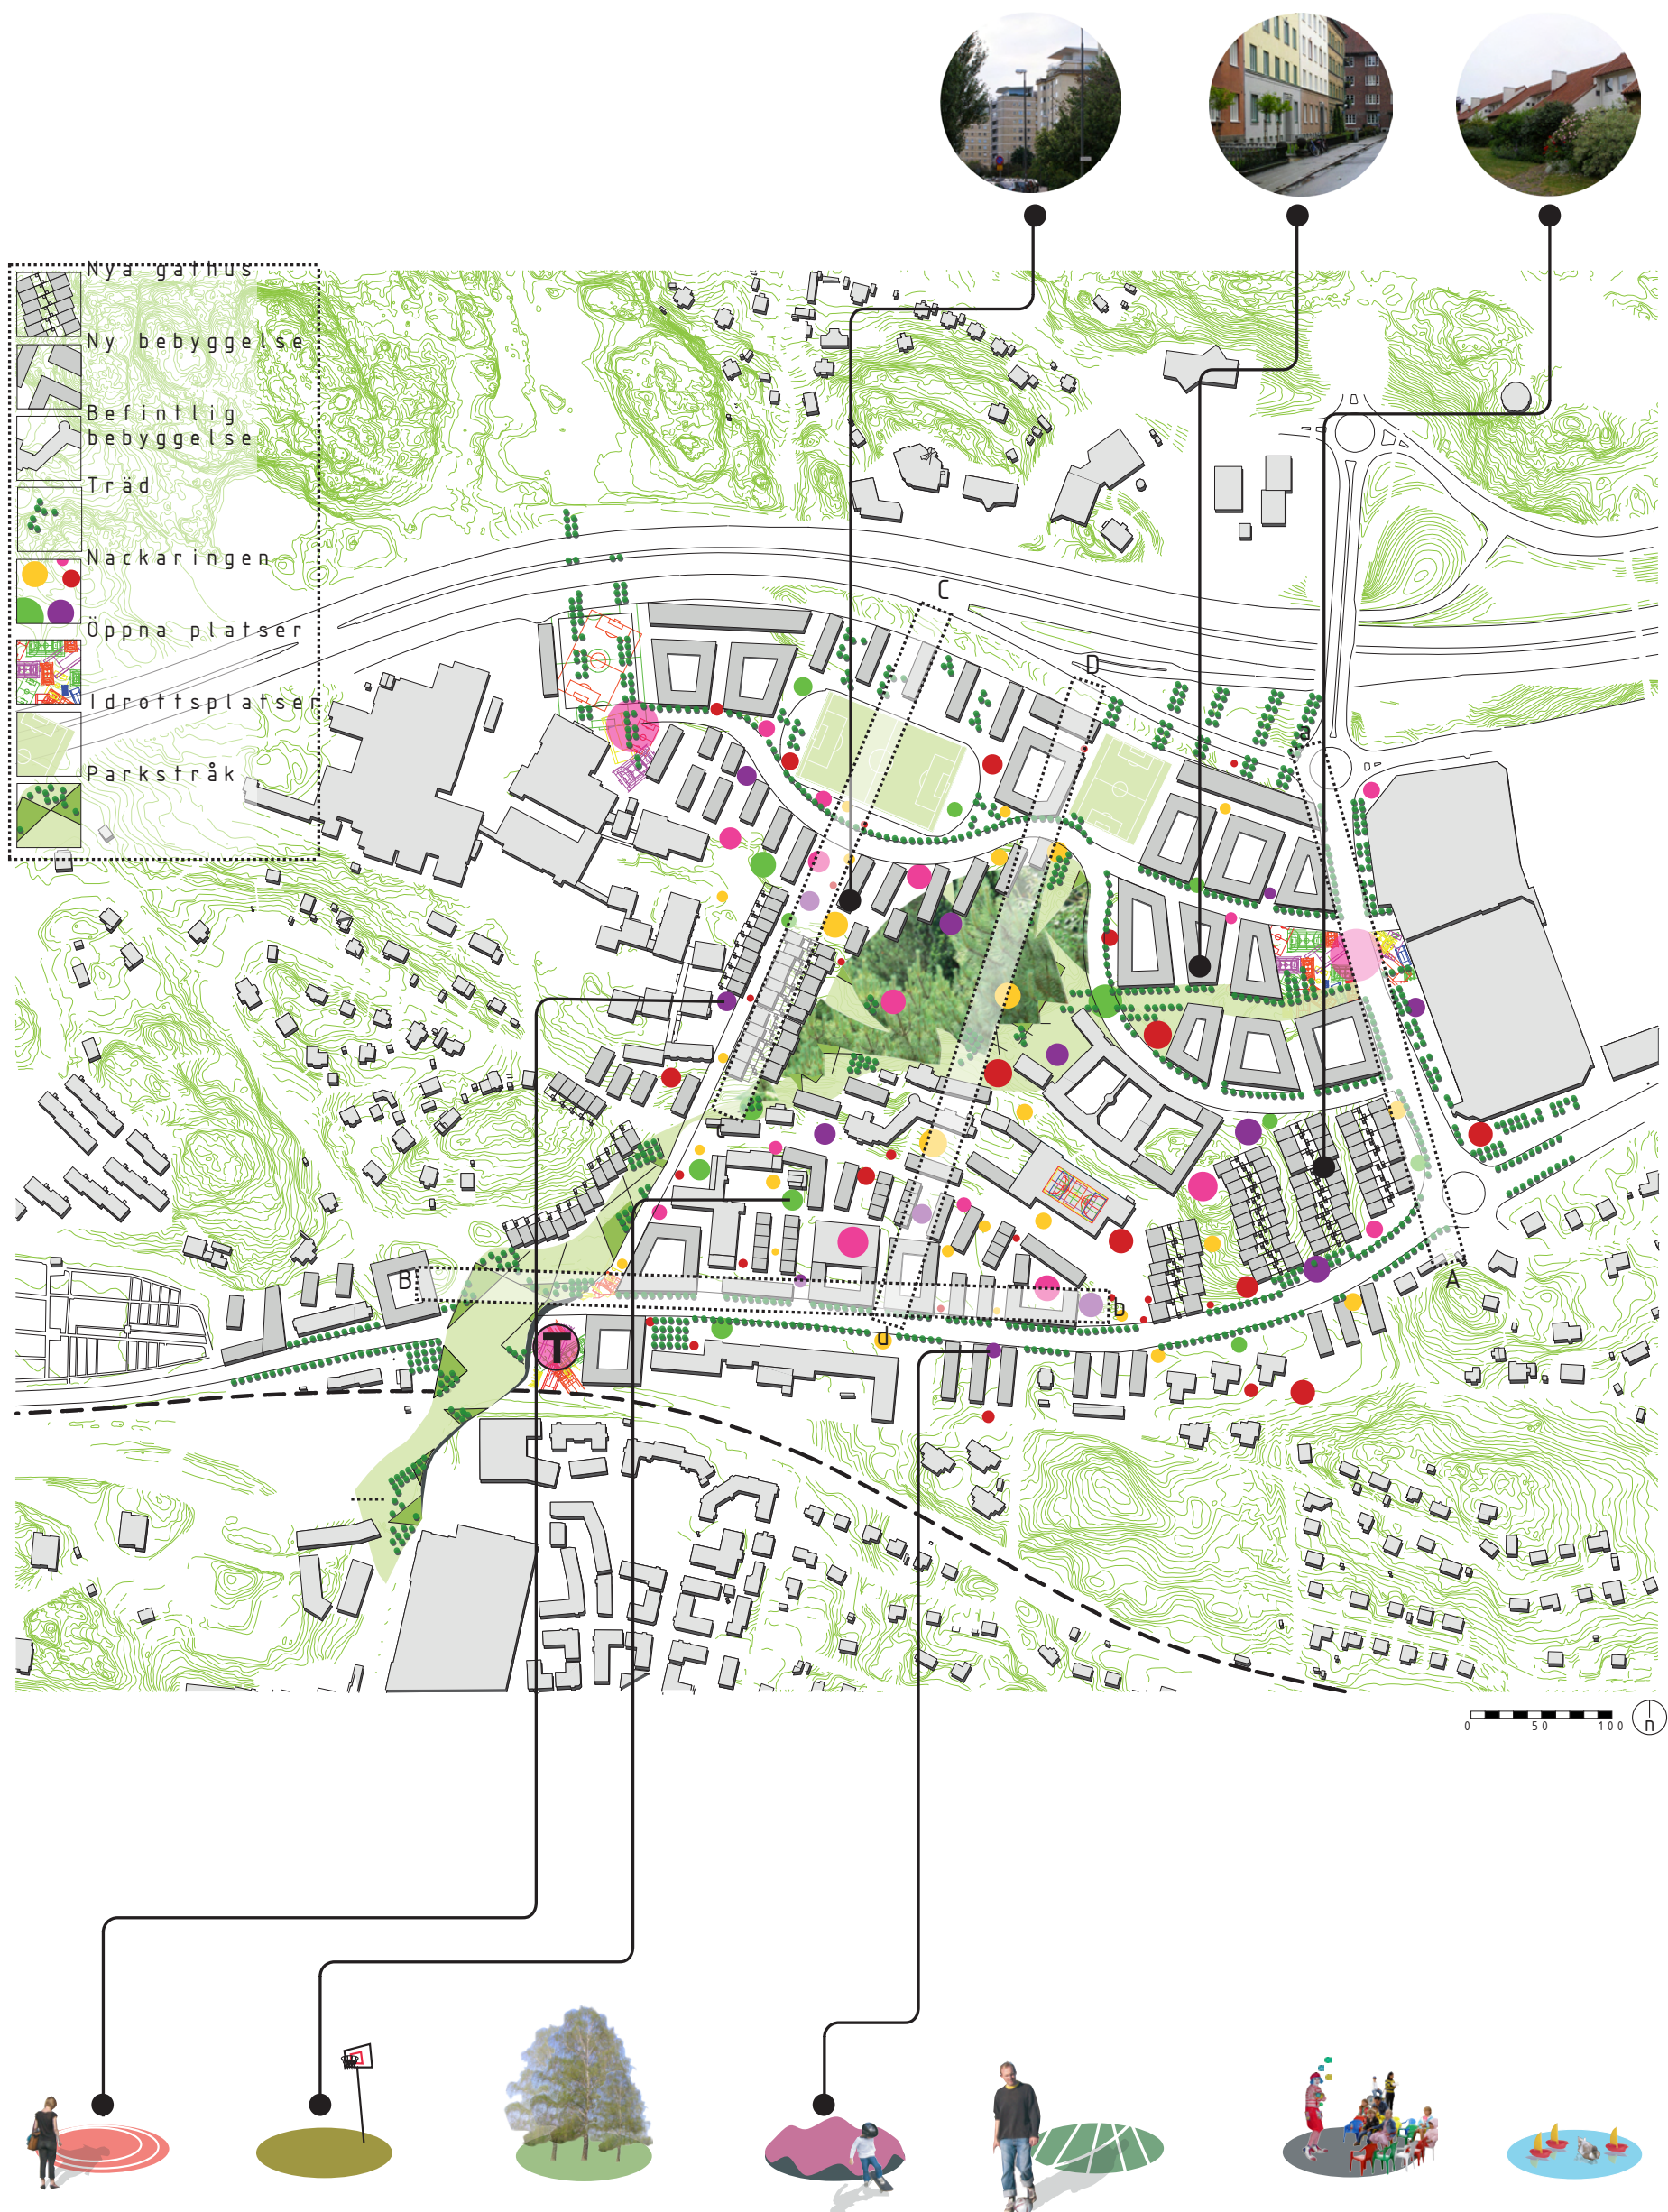 Nya gathus
Ny bebyggelse
Befintlig
bebyggelse
Träd
Nackaringen
Öppna platser
Idrottsplatser
Parkstråk
C
D
a
B
b
d
A
T
0 50 100
n